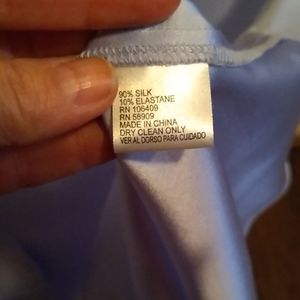 90% SILK
10% ELASTANE
RN 106409
RN 58909
MADE IN CHINA
DRY CLEAN ONLY
VER AL DORSO PARA CUIDADO